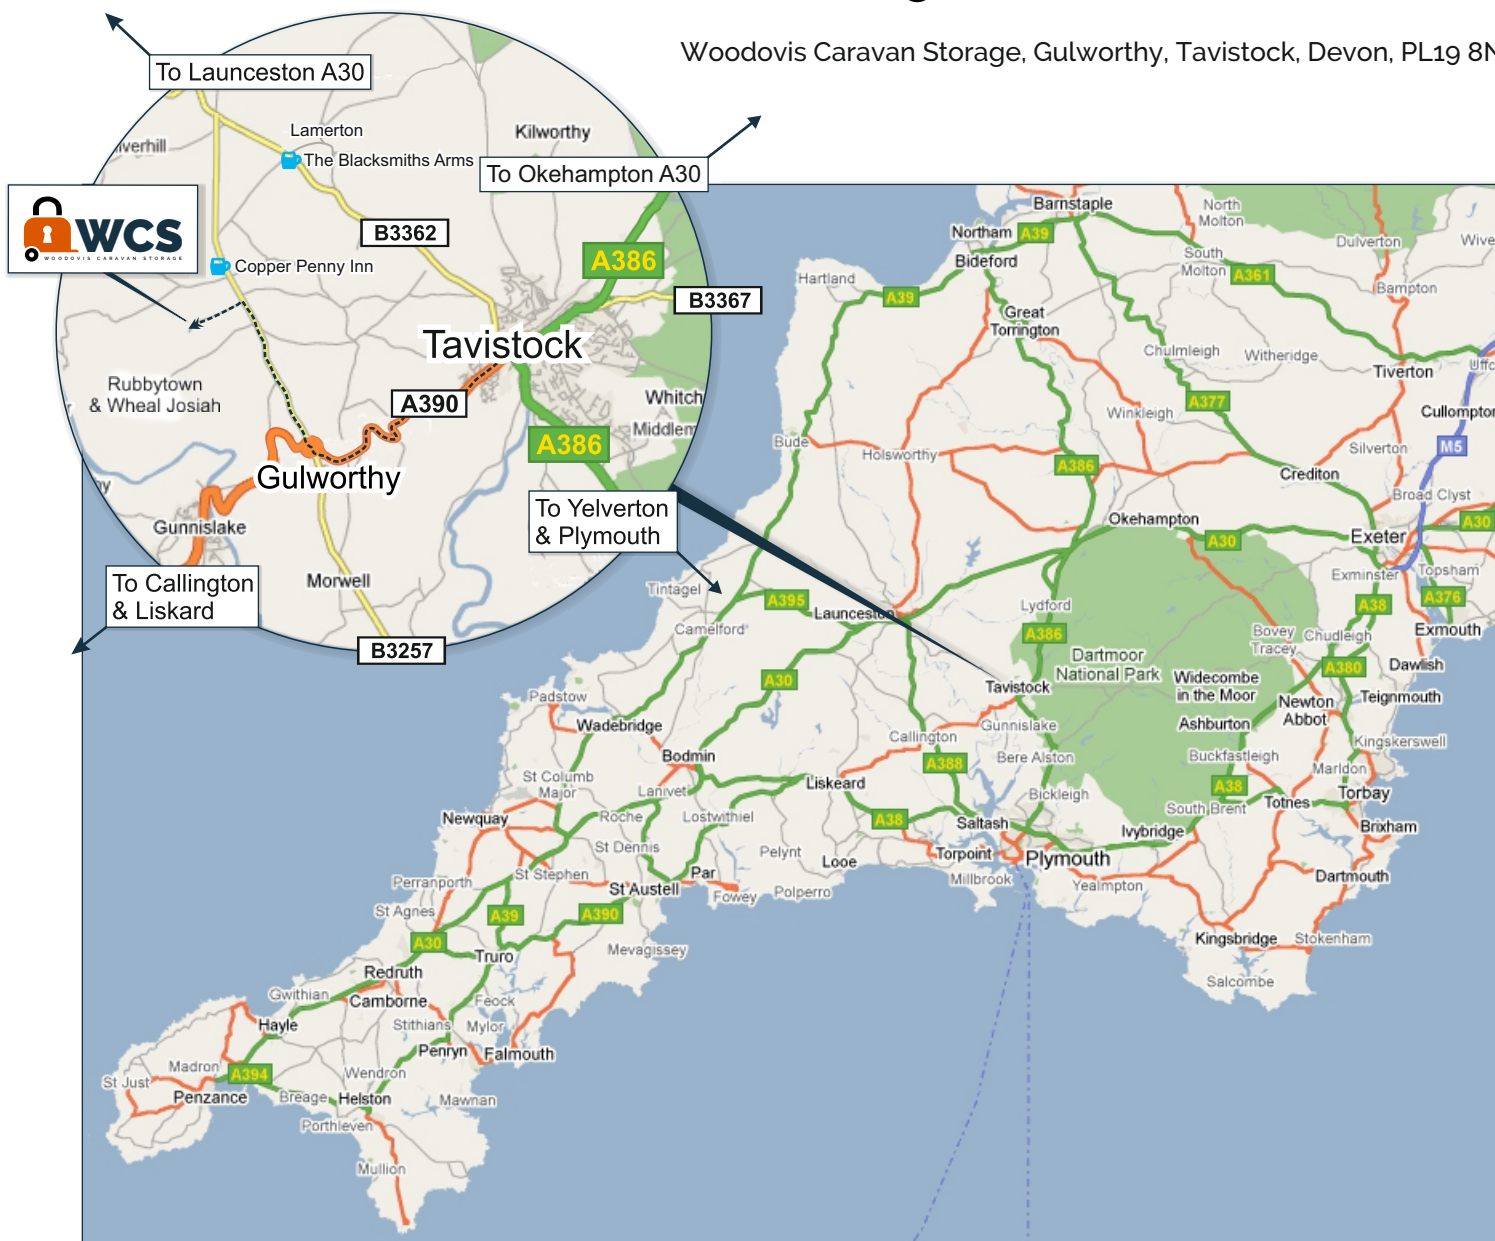 Woodovis Caravan Storage, Gulworthy, Tavistock, Devon, PL19 8N
To Launceston A30
Lamerton
The Blacksmiths Arms
Kilworthy
To Okehampton A30
WCS
WOODOVIS CARAVAN STORAGE
B3362
Copper Penny Inn
A386
B3367
Tavistock
Rubbytown
& Wheal Josiah
A390
Whitch
Middlem
A386
Gulworthy
Gunnislake
To Yelverton
& Plymouth
Morwell
To Callington
& Liskard
B3257
Barnstaple
North
Molton
Northam
A39
Bideford
Dulverton
Wive
South
Molton
A361
Hartland
A39
Bampton
Great
Torrington
Chulmleigh
Witheridge
Tiverton
Uffc
A377
Winkleigh
Cullompton
Bude
Holsworthy
A386
Silverton
M5
Crediton
Broad Clyst
Okehampton
A30
A30
Exeter
Exminster
Topsham
Tintagel
A395
Launceston
Lydford
A38
A376
Camelford
A386
Bovey
Tracey
Chudleigh
Exmouth
Dartmoor
National Park
A380
Dawlish
A30
Tavistock
Widecombe
in the Moor
Newton
Abbot
Teignmouth
Padstow
Wadebridge
Gunnislake
Ashburton
Callington
Kingskerswell
Bodmin
A388
Bere Alston
Buckfastleigh
Marldon
St Columb
Major
Lanivet
Liskeard
Bickleigh
A38
Torbay
Newquay
Roche
Lostwithiel
A38
Saltash
South Brent
Totnes
Ivybridge
Brixham
St Dennis
Pelynt
Looe
Torpoint
Plymouth
Perranporth
St Stephen
St Austell
Par
Fowey
Polperro
Millbrook
Yealmpton
Dartmouth
St Agnes
A39
A390
A30
Truro
Mevagissey
Kingsbridge
Stokenham
Redruth
Salcombe
Gwithian
Camborne
Feock
Hayle
Stithians
Mylor
Penryn
Falmouth
Madron
St Just
A394
Wendron
Penzance
Breage
Helston
Mawnan
Porthleven
Mullion